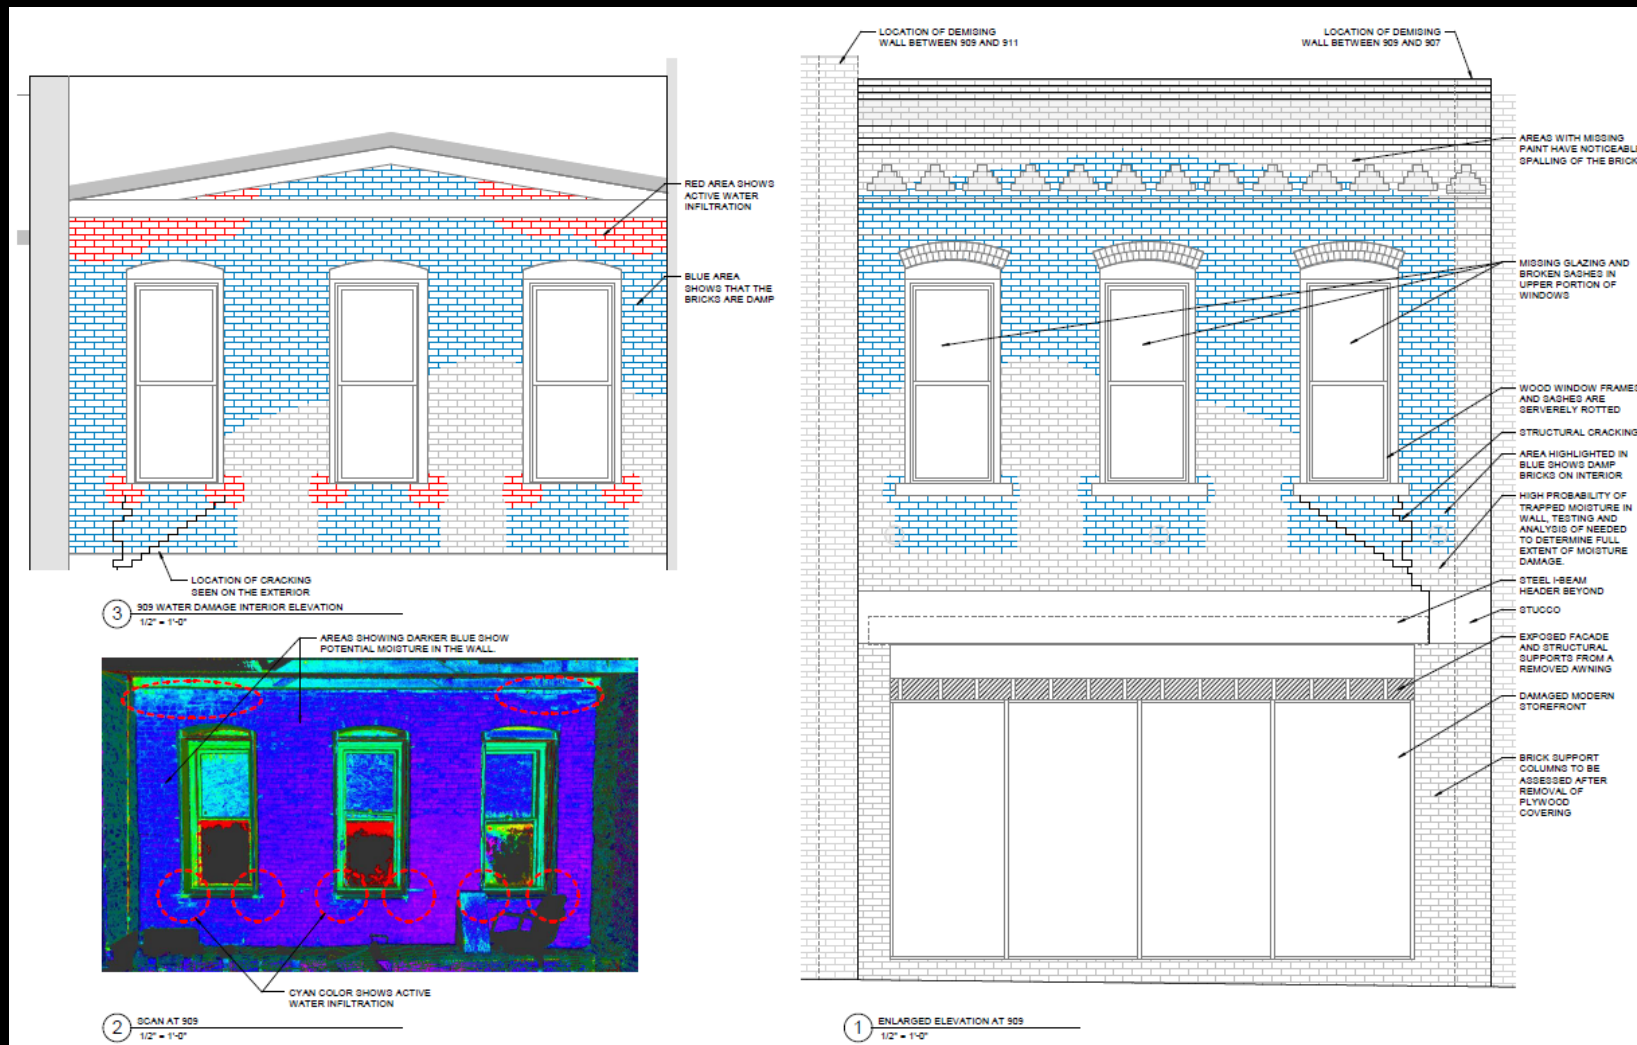 LOCATION OF DEMISING
WALL BETWEEN 909 AND 911
LOCATION OF DEMISING
WALL BETWEEN 909 AND 907
RED AREA SHOWS
ACTIVE WATER
INFILTRATION
BLUE AREA
SHOWS THAT THE
BRICKS ARE DAMP
LOCATION OF CRACKING
SEEN ON THE EXTERIOR
3
909 WATER DAMAGE INTERIOR ELEVATION
1/2" = 1'-0"
AREAS SHOWING DARKER BLUE SHOW
POTENTIAL MOISTURE IN THE WALL.
CYAN COLOR SHOWS ACTIVE
WATER INFILTRATION
2
SCAN AT 909
1/2" = 1'-0"
AREAS WITH MISSING
PAINT HAVE NOTICEABLE
SPALLING OF THE BRICK
MISSING GLAZING AND
BROKEN SASHES IN
UPPER PORTION OF
WINDOWS
WOOD WINDOW FRAMES
AND SASHES ARE
SERVERELY ROTTED
STRUCTURAL CRACKING
AREA HIGHLIGHTED IN
BLUE SHOWS DAMP
BRICKS ON INTERIOR
HIGH PROBABILITY OF
TRAPPED MOISTURE IN
WALL, TESTING AND
ANALYSIS OF NEEDED
TO DETERMINE FULL
EXTENT OF MOISTURE
DAMAGE.
STEEL I-BEAM
HEADER BEYOND
STUCCO
EXPOSED FACADE
AND STRUCTURAL
SUPPORTS FROM A
REMOVED AWNING
DAMAGED MODERN
STOREFRONT
BRICK SUPPORT
COLUMNS TO BE
ASSESSED AFTER
REMOVAL OF
PLYWOOD
COVERING
1
ENLARGED ELEVATION AT 909
1/2" = 1'-0"